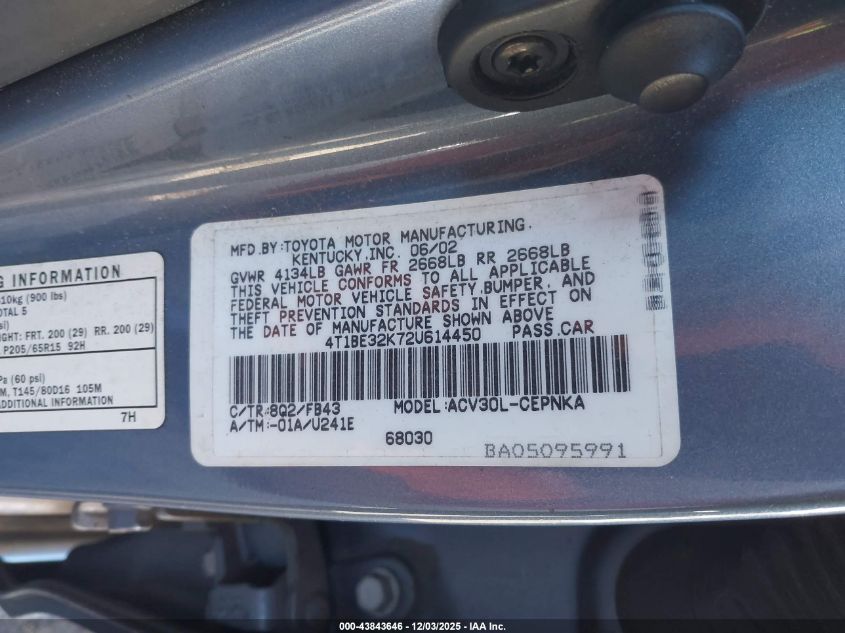 G INFORMATION
10kg (900 lbs)
OTAL 5
si)
IGHT: FRT. 200 (29) RR. 200 (29)
P205/65R15 92H
Pa (60 psi)
M, T145/80D16 105M
ADDITIONAL INFORMATION
7H
MFD.BY:TOYOTA MOTOR MANUFACTURING.
KENTUCKY,INC. 06/02
GVWR 4134LB GAWR FR 2668LB RR 2668LB
THIS VEHICLE CONFORMS TO ALL APPLICABLE
FEDERAL MOTOR VEHICLE SAFETY,BUMPER, AND
THEFT PREVENTION STANDARDS IN EFFECT ON
THE DATE OF MANUFACTURE SHOWN ABOVE
4T1BE32K72U614450 PASS.CAR
C/TR:8Q2/FB43 MODEL:ACV30L-CEPNKA
A/TM:-01A/U241E
68030
BA05095991
000-43843646 - 12/03/2025 - IAA Inc.